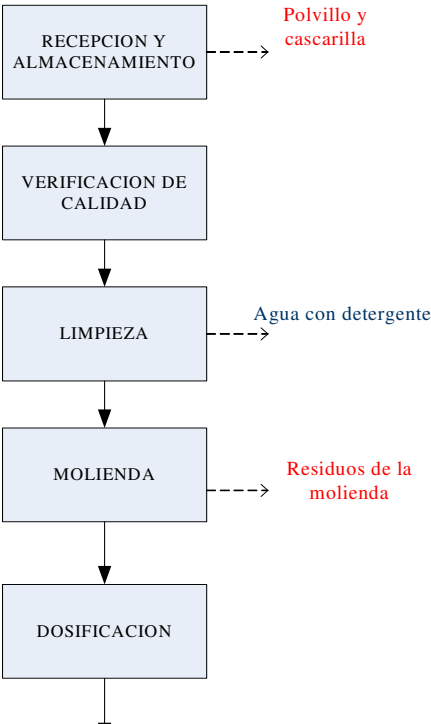 RECEPCION Y
ALMACENAMIENTO
Polvillo y
cascarilla
VERIFICACION DE
CALIDAD
LIMPIEZA
Agua con detergente
MOLIENDA
Residuos de la
molienda
DOSIFICACION